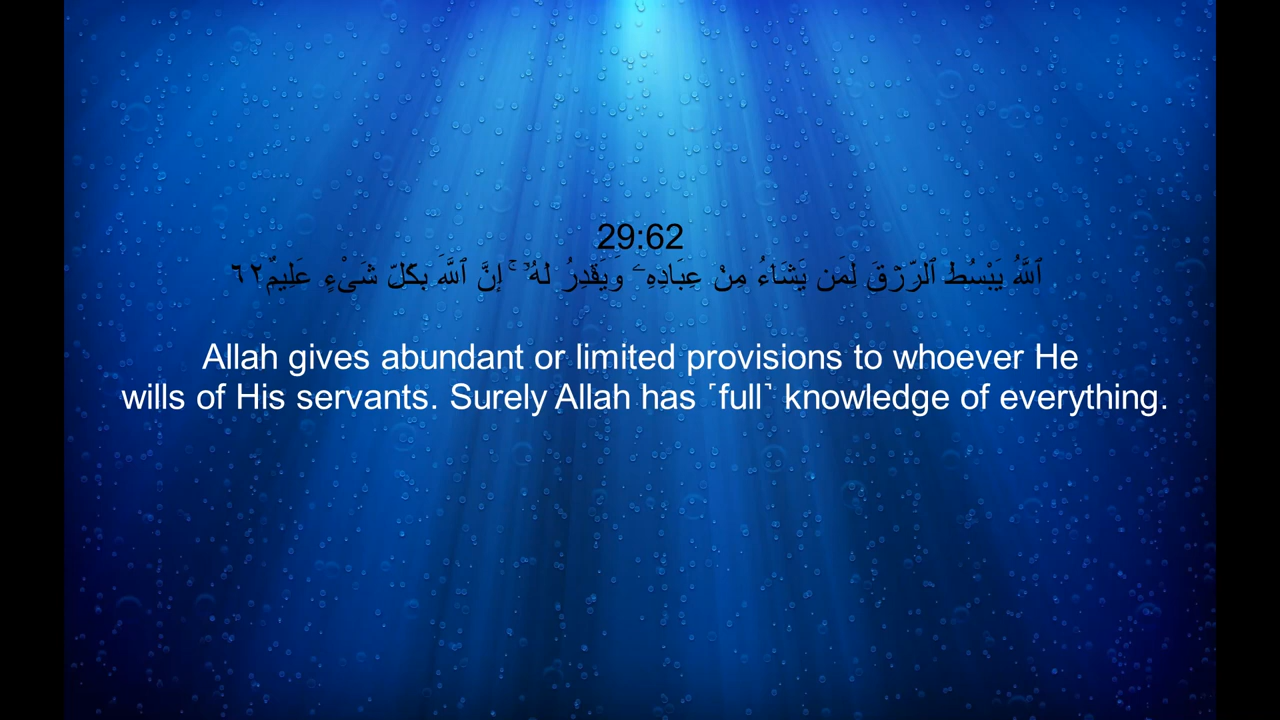 29:62
ٱللَّهُ يَبْسُطُ ٱلرِّزْقَ لِمَن يَشَآءُ مِنْ عِبَادِهِۦ وَيَقْدِرُ لَهُۥٓ ۚ إِنَّ ٱللَّهَ بِكُلِّ شَىْءٍ عَلِيمٌ ٦٢
Allah gives abundant or limited provisions to whoever He
wills of His servants. Surely Allah has ˹full˺ knowledge of everything.